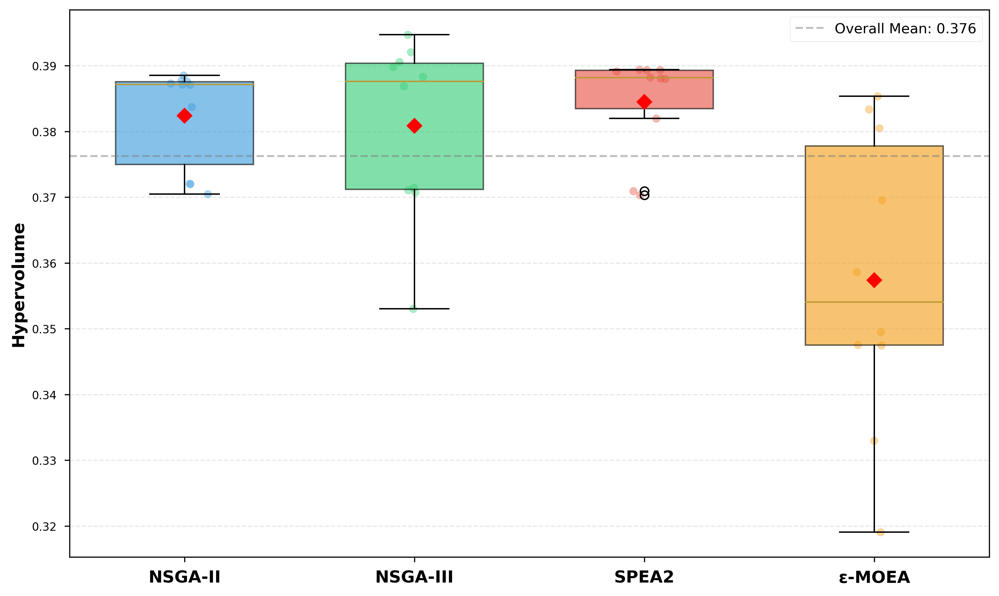 Overall Mean: 0.376
Hypervolume
0.39
0.38
0.37
0.36
0.35
0.34
0.33
0.32
NSGA-II
NSGA-III
SPEA2
ε-MOEA